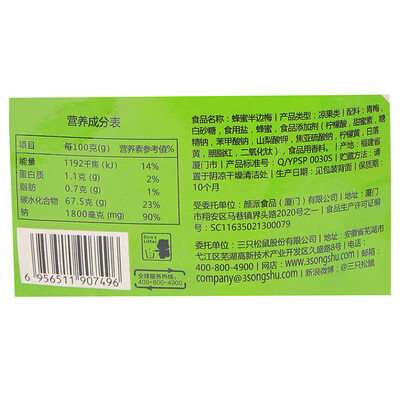 营养成分表
项目 每100克(g) 营养素参考值%
能量 1192千焦(kJ) 14%
蛋白质 1.1克(g) 2%
脂肪 0.7克(g) 1%
碳水化合物 67.5克(g) 23%
钠 1800毫克(mg) 90%
6 956511 907496
Don't Litter
全球服务热线:
400-800-4900
食品名称:蜂蜜半边梅 | 产品类型:凉果类 | 配料:青梅,
白砂糖,食用盐,蜂蜜,食品添加剂(柠檬酸,甜蜜素,糖
精钠,苯甲酸钠,山梨酸钾,焦亚硫酸钠,柠檬黄,日落
黄,胭脂红,二氧化钛),食品用香料。 | 产地:福建省
厦门市 | 产品标准号:Q/YPSP 0030S | 贮藏方法:请
置于阴凉干燥清洁处 | 生产日期:见包装背面 | 保质期:
10个月
受委托单位:颜派食品有限公司 | 地址:厦门
市翔安区马巷镇界头路2020号之一 | 食品生产许可证编
号:SC11635021300079
委托单位:三只松鼠股份有限公司 | 地址:安徽省芜湖市
弋江区芜湖高新技术产业开发区久盛路8号 | 电话:
400-800-4900 | 网址:www.3songshu.com | 邮箱:
company@3songshu.com | 新浪微博:@三只松鼠